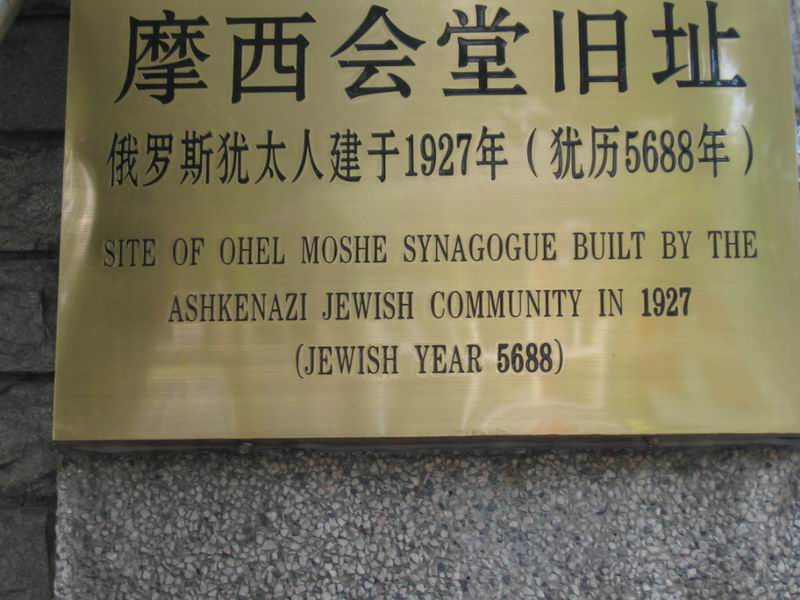 摩西会堂旧址
俄罗斯犹太人建于1927年（犹历5688年）
SITE OF OHEL MOSHE SYNAGOGUE BUILT BY THE
ASHKENAZI JEWISH COMMUNITY IN 1927
(JEWISH YEAR 5688)